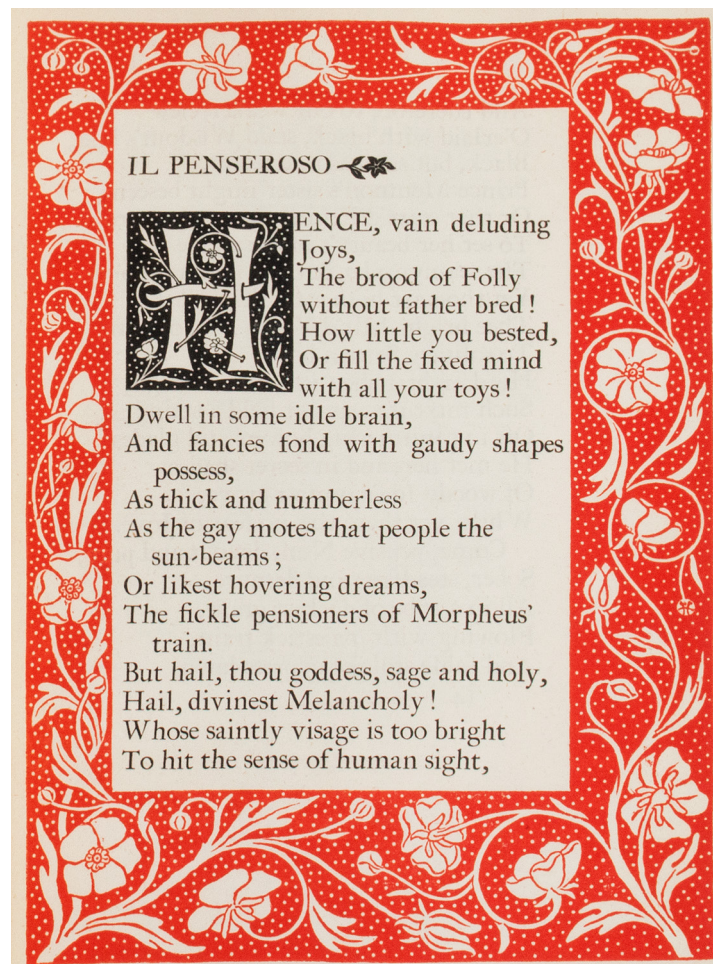 IL PENSEROSO
HENCE, vain deluding
Joys,
The brood of Folly
without father bred !
How little you bested,
Or fill the fixed mind
with all your toys !
Dwell in some idle brain,
And fancies fond with gaudy shapes
possess,
As thick and numberless
As the gay motes that people the
sun-beams ;
Or likest hovering dreams,
The fickle pensioners of Morpheus'
train.
But hail, thou goddess, sage and holy,
Hail, divinest Melancholy !
Whose saintly visage is too bright
To hit the sense of human sight,